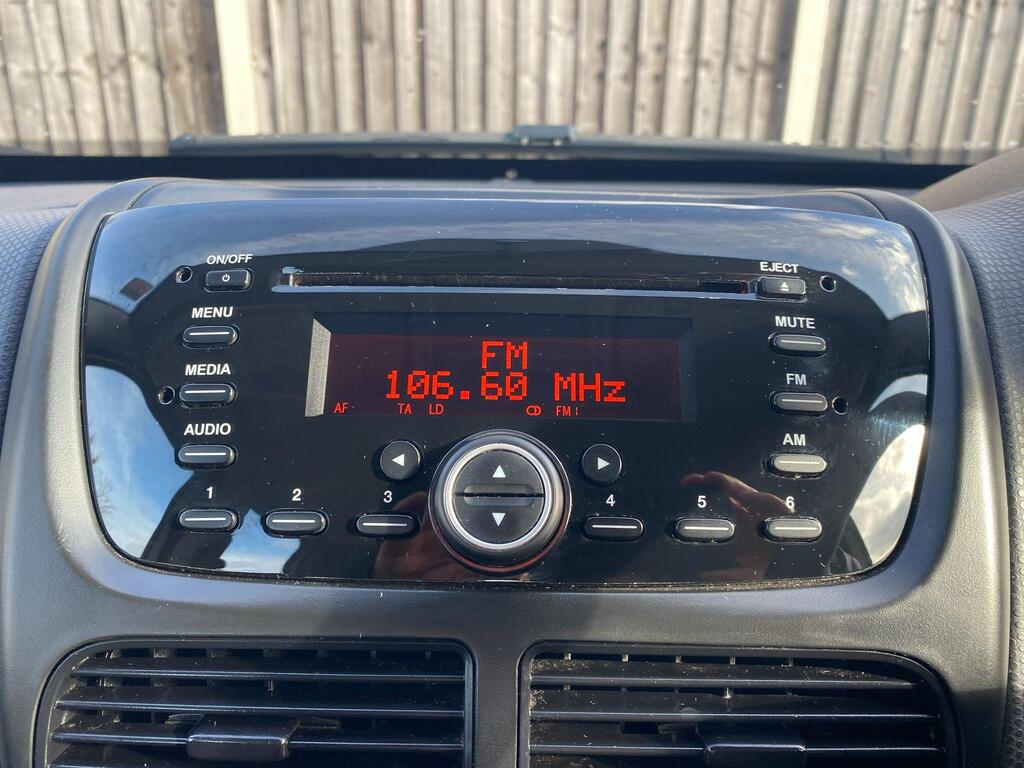 ON/OFF
EJECT
MENU
MUTE
FM
106.60 MHz
AF TA LD FM1
MEDIA
FM
AUDIO
AM
1 2 3 4 5 6